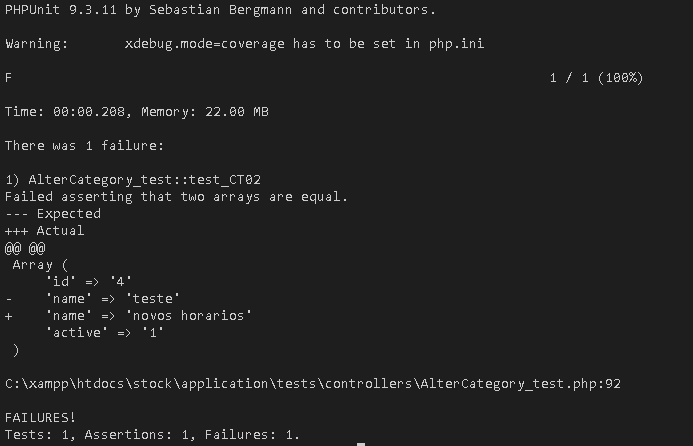 PHPUnit 9.3.11 by Sebastian Bergmann and contributors.
Warning:       xdebug.mode=coverage has to be set in php.ini
F                                                                   1 / 1 (100%)
Time: 00:00.208, Memory: 22.00 MB
There was 1 failure:
1) AlterCategory_test::test_CT02
Failed asserting that two arrays are equal.
--- Expected
+++ Actual
@@ @@
 Array (
     'id' => '4'
-    'name' => 'teste'
+    'name' => 'novos horarios'
     'active' => '1'
 )
C:\xampp\htdocs\stock\application\tests\controllers\AlterCategory_test.php:92
FAILURES!
Tests: 1, Assertions: 1, Failures: 1.